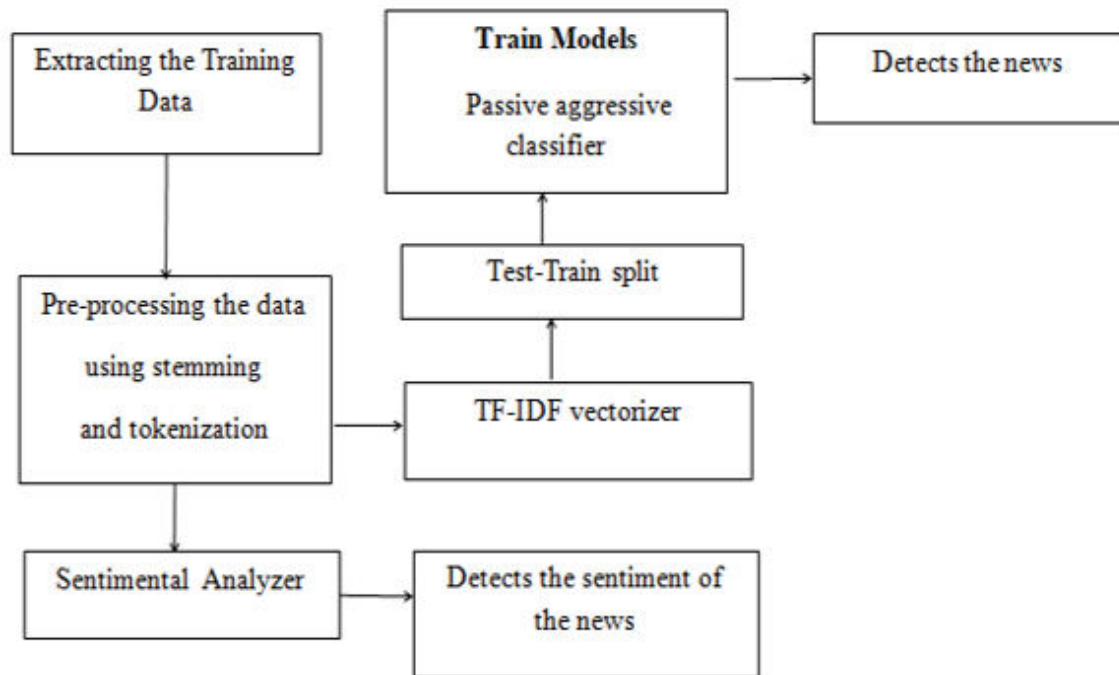 Extracting the Training
Data
Train Models
Passive aggressive
classifier
Detects the news
Test-Train split
Pre-processing the data
using stemming
and tokenization
TF-IDF vectorizer
Sentimental Analyzer
Detects the sentiment of
the news